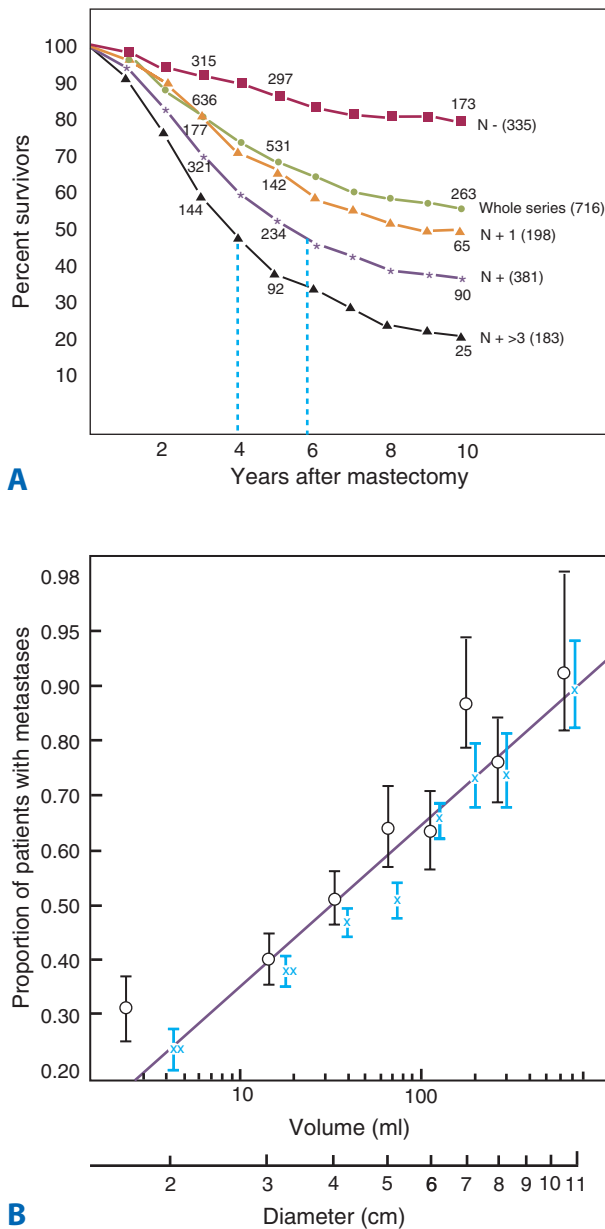 100
90
80
70
60
50
40
30
20
10
Percent survivors
315
297
173
N - (335)
636
177
531
263
Whole series (716)
321
142
65
N + 1 (198)
144
234
90
N + (381)
92
25
N + >3 (183)
2 4 6 8 10
Years after mastectomy
A
0.98
0.95
0.90
0.80
0.70
0.60
0.50
0.40
0.30
0.20
Proportion of patients with metastases
10 100
Volume (ml)
2 3 4 5 6 7 8 9 10 11
Diameter (cm)
B